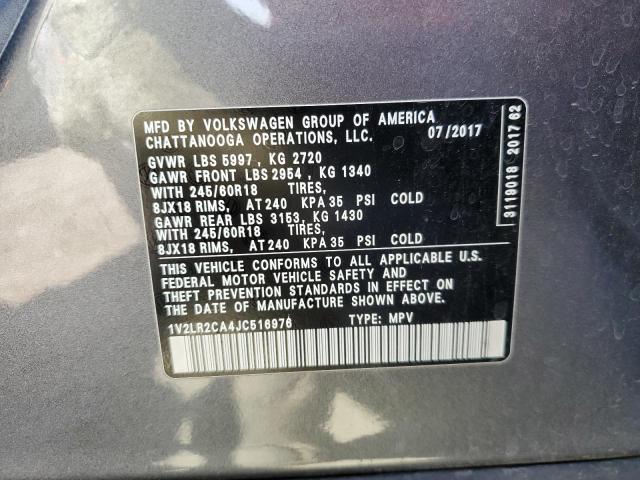 MFD BY VOLKSWAGEN GROUP OF AMERICA
CHATTANOOGA OPERATIONS, LLC. 07/2017
GVWR LBS 5997, KG 2720
GAWR FRONT LBS 2954, KG 1340
WITH 245/60R18 TIRES,
8JX18 RIMS, AT 240 KPA 35 PSI COLD
GAWR REAR LBS 3153, KG 1430
WITH 245/60R18 TIRES,
8JX18 RIMS, AT 240 KPA 35 PSI COLD
THIS VEHICLE CONFORMS TO ALL APPLICABLE U.S.
FEDERAL MOTOR VEHICLE SAFETY AND
THEFT PREVENTION STANDARDS IN EFFECT ON
THE DATE OF MANUFACTURE SHOWN ABOVE.
1V2LR2CA4JC516976 TYPE: MPV
3119018 2017 62